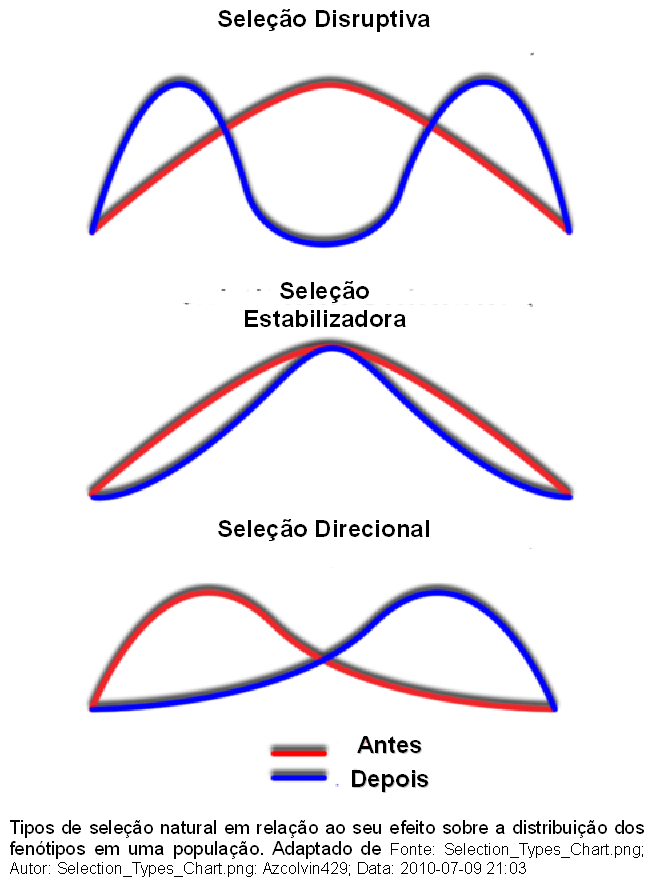 Seleção Disruptiva
Seleção
Estabilizadora
Seleção Direcional
Antes
Depois
Tipos de seleção natural em relação ao seu efeito sobre a distribuição dos
fenótipos em uma população. Adaptado de Fonte: Selection_Types_Chart.png;
Autor: Selection_Types_Chart.png: Azcolvin429; Data: 2010-07-09 21:03